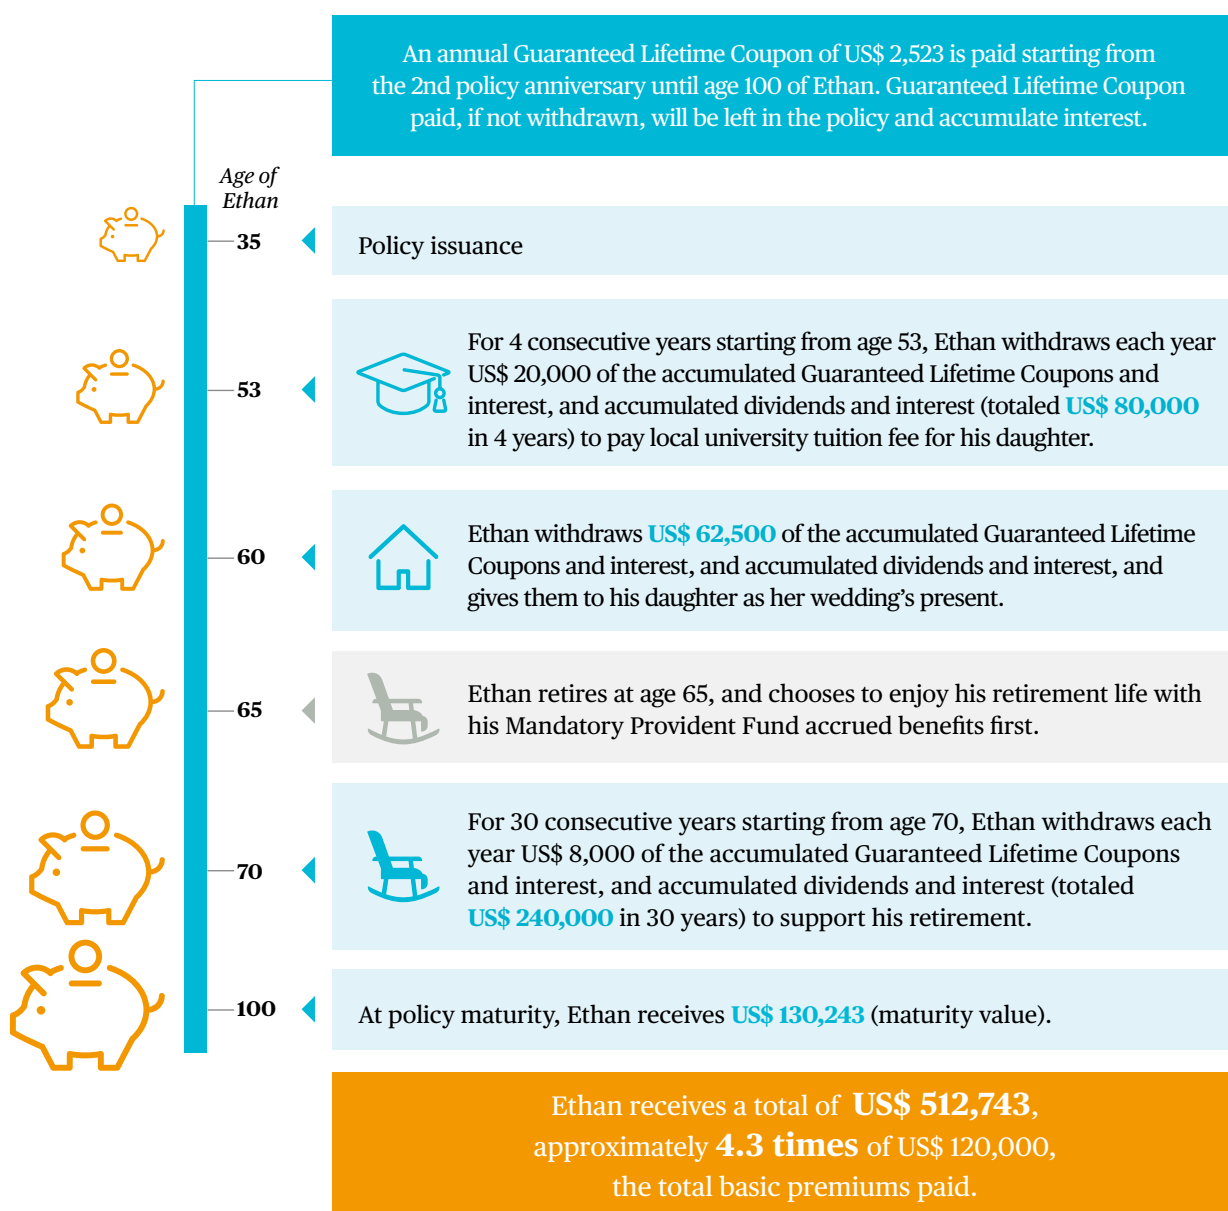 An annual Guaranteed Lifetime Coupon of US$ 2,523 is paid starting from
the 2nd policy anniversary until age 100 of Ethan. Guaranteed Lifetime Coupon
paid, if not withdrawn, will be left in the policy and accumulate interest.
Age of
Ethan
35
Policy issuance
53
For 4 consecutive years starting from age 53, Ethan withdraws each year
US$ 20,000 of the accumulated Guaranteed Lifetime Coupons and
interest, and accumulated dividends and interest (totaled US$ 80,000
in 4 years) to pay local university tuition fee for his daughter.
60
Ethan withdraws US$ 62,500 of the accumulated Guaranteed Lifetime
Coupons and interest, and accumulated dividends and interest, and
gives them to his daughter as her wedding’s present.
65
Ethan retires at age 65, and chooses to enjoy his retirement life with
his Mandatory Provident Fund accrued benefits first.
70
For 30 consecutive years starting from age 70, Ethan withdraws each
year US$ 8,000 of the accumulated Guaranteed Lifetime Coupons
and interest, and accumulated dividends and interest (totaled
US$ 240,000 in 30 years) to support his retirement.
100
At policy maturity, Ethan receives US$ 130,243 (maturity value).
Ethan receives a total of US$ 512,743,
approximately 4.3 times of US$ 120,000,
the total basic premiums paid.